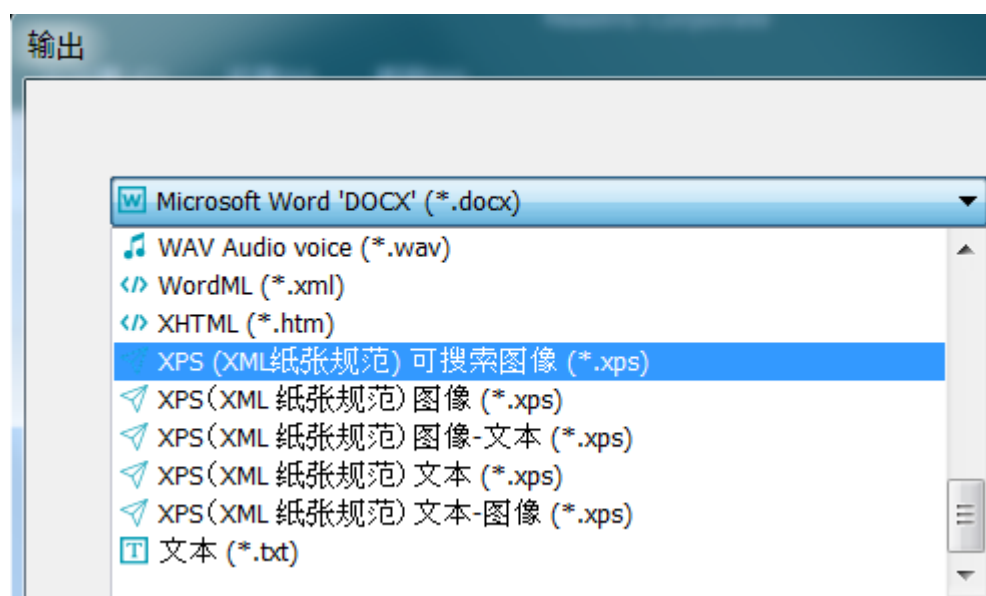 输出
Microsoft Word 'DOCX' (*.docx)
WAV Audio voice (*.wav)
WordML (*.xml)
XHTML (*.htm)
XPS (XML纸张规范) 可搜索图像 (*.xps)
XPS(XML 纸张规范) 图像 (*.xps)
XPS(XML 纸张规范) 图像-文本 (*.xps)
XPS(XML 纸张规范) 文本 (*.xps)
XPS(XML 纸张规范) 文本-图像 (*.xps)
文本 (*.txt)